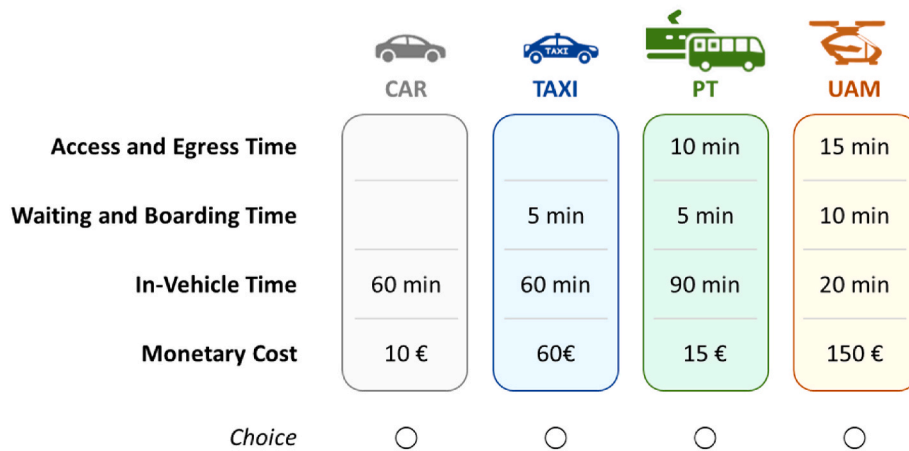 TAXI
CAR TAXI PT UAM
Access and Egress Time 10 min 15 min
Waiting and Boarding Time 5 min 5 min 10 min
In-Vehicle Time 60 min 60 min 90 min 20 min
Monetary Cost 10 € 60€ 15 € 150 €
Choice